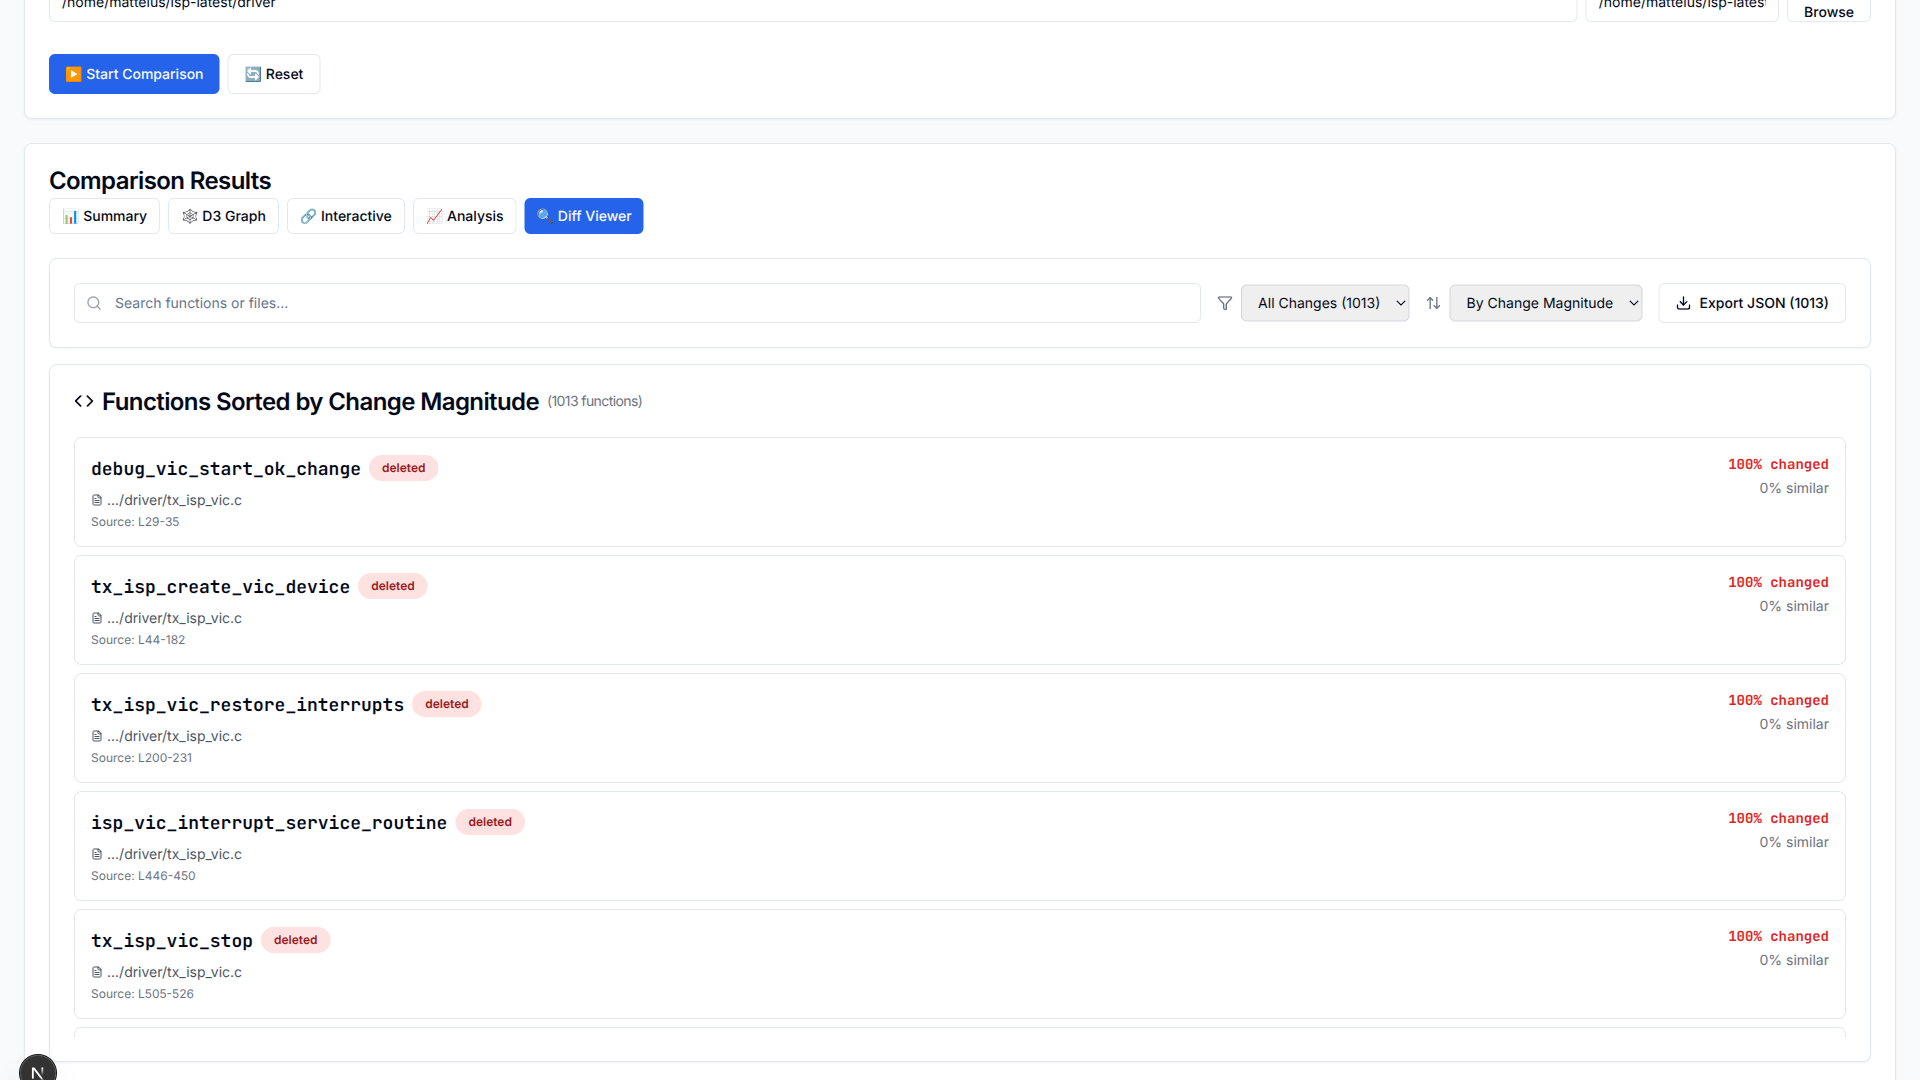 /home/matteius/isp-latest/driver
/home/matteius/isp-latest
Browse
Start Comparison
Reset
Comparison Results
Summary
D3 Graph
Interactive
Analysis
Diff Viewer
Search functions or files...
All Changes (1013)
By Change Magnitude
Export JSON (1013)
Functions Sorted by Change Magnitude (1013 functions)
debug_vic_start_ok_change deleted
100% changed
.../driver/tx_isp_vic.c
0% similar
Source: L29-35
tx_isp_create_vic_device deleted
100% changed
.../driver/tx_isp_vic.c
0% similar
Source: L44-182
tx_isp_vic_restore_interrupts deleted
100% changed
.../driver/tx_isp_vic.c
0% similar
Source: L200-231
isp_vic_interrupt_service_routine deleted
100% changed
.../driver/tx_isp_vic.c
0% similar
Source: L446-450
tx_isp_vic_stop deleted
100% changed
.../driver/tx_isp_vic.c
0% similar
Source: L505-526
N